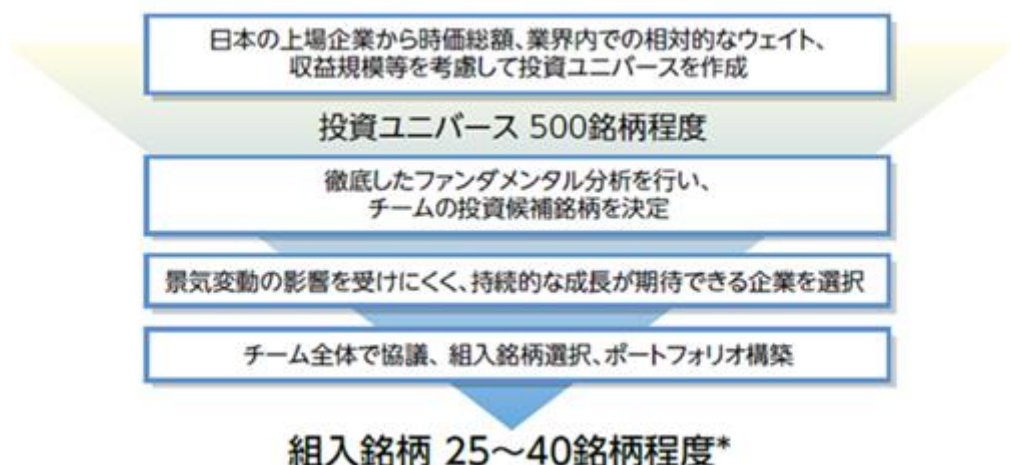 日本の上場企業から時価総額、業界内での相対的なウェイト、
収益規模等を考慮して投資ユニバースを作成
投資ユニバース 500銘柄程度
徹底したファンダメンタル分析を行い、
チームの投資候補銘柄を決定
景気変動の影響を受けにくく、持続的な成長が期待できる企業を選択
チーム全体で協議、組入銘柄選択、ポートフォリオ構築
組入銘柄 25～40銘柄程度*